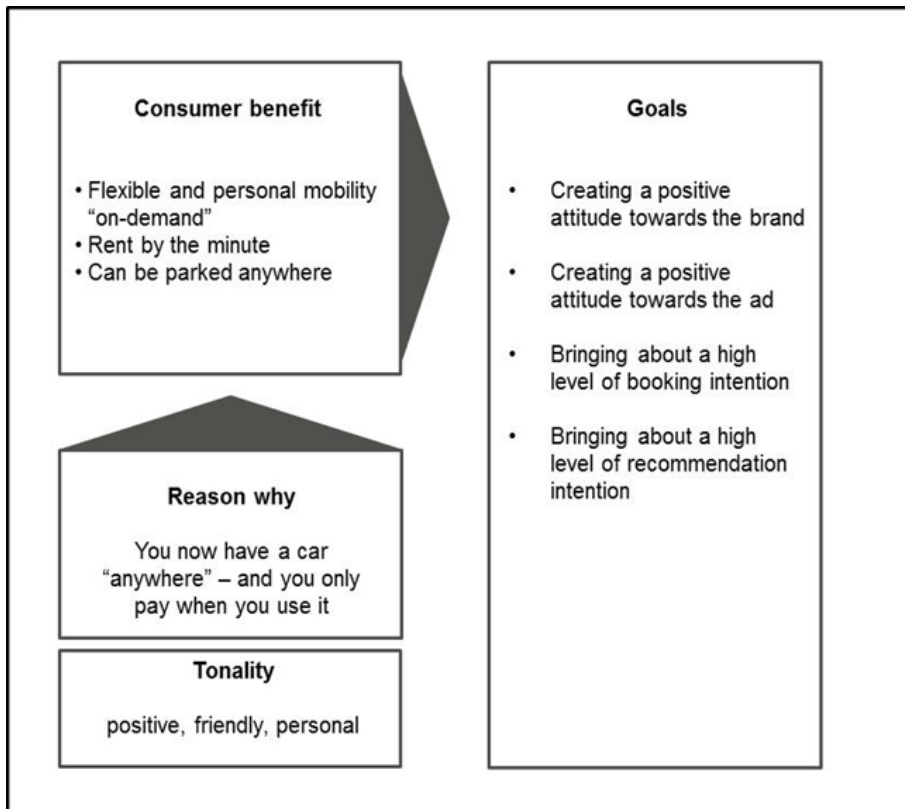 Consumer benefit
• Flexible and personal mobility
“on-demand”
• Rent by the minute
• Can be parked anywhere
Reason why
You now have a car
“anywhere” – and you only
pay when you use it
Tonality
positive, friendly, personal
Goals
• Creating a positive
attitude towards the brand
• Creating a positive
attitude towards the ad
• Bringing about a high
level of booking intention
• Bringing about a high
level of recommendation
intention